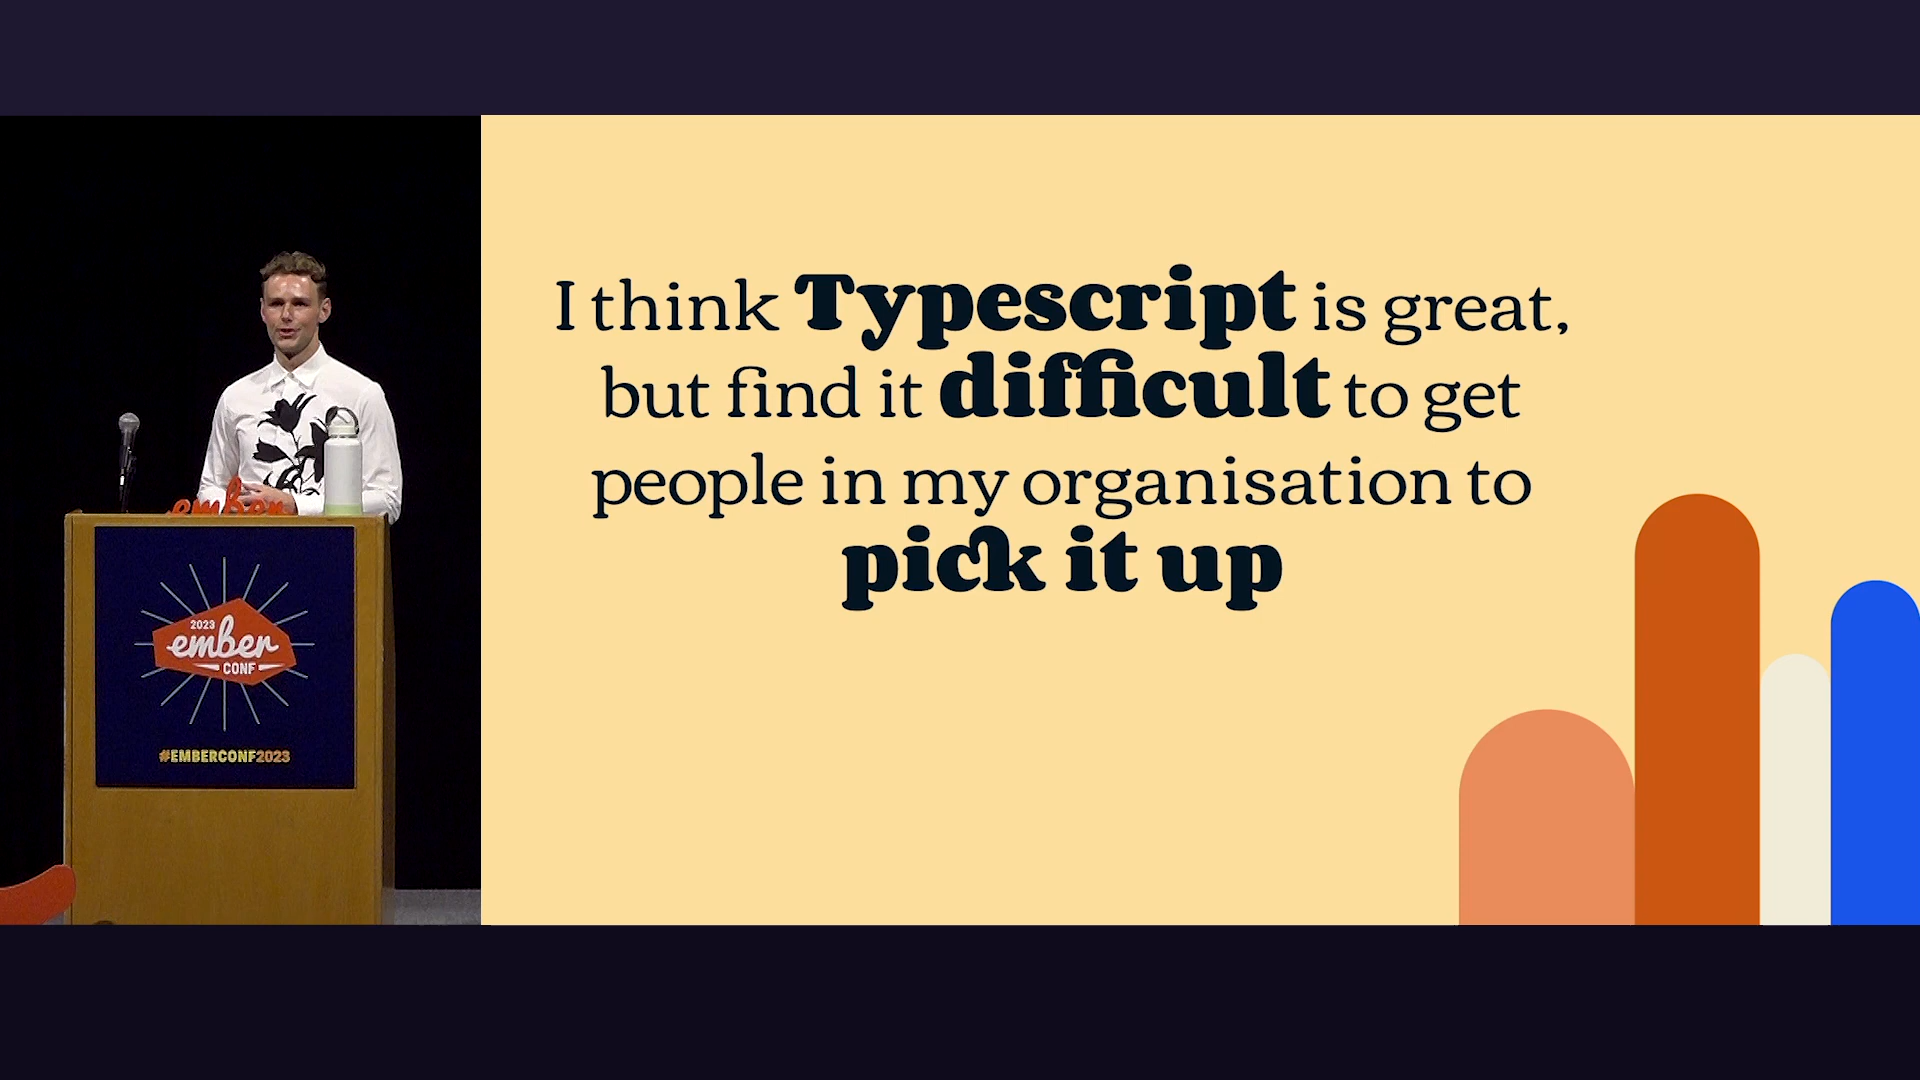 I think Typescript is great,
but find it difficult to get
people in my organisation to
pick it up
ember
2023
ember
CONF
#EMBERCONF2023